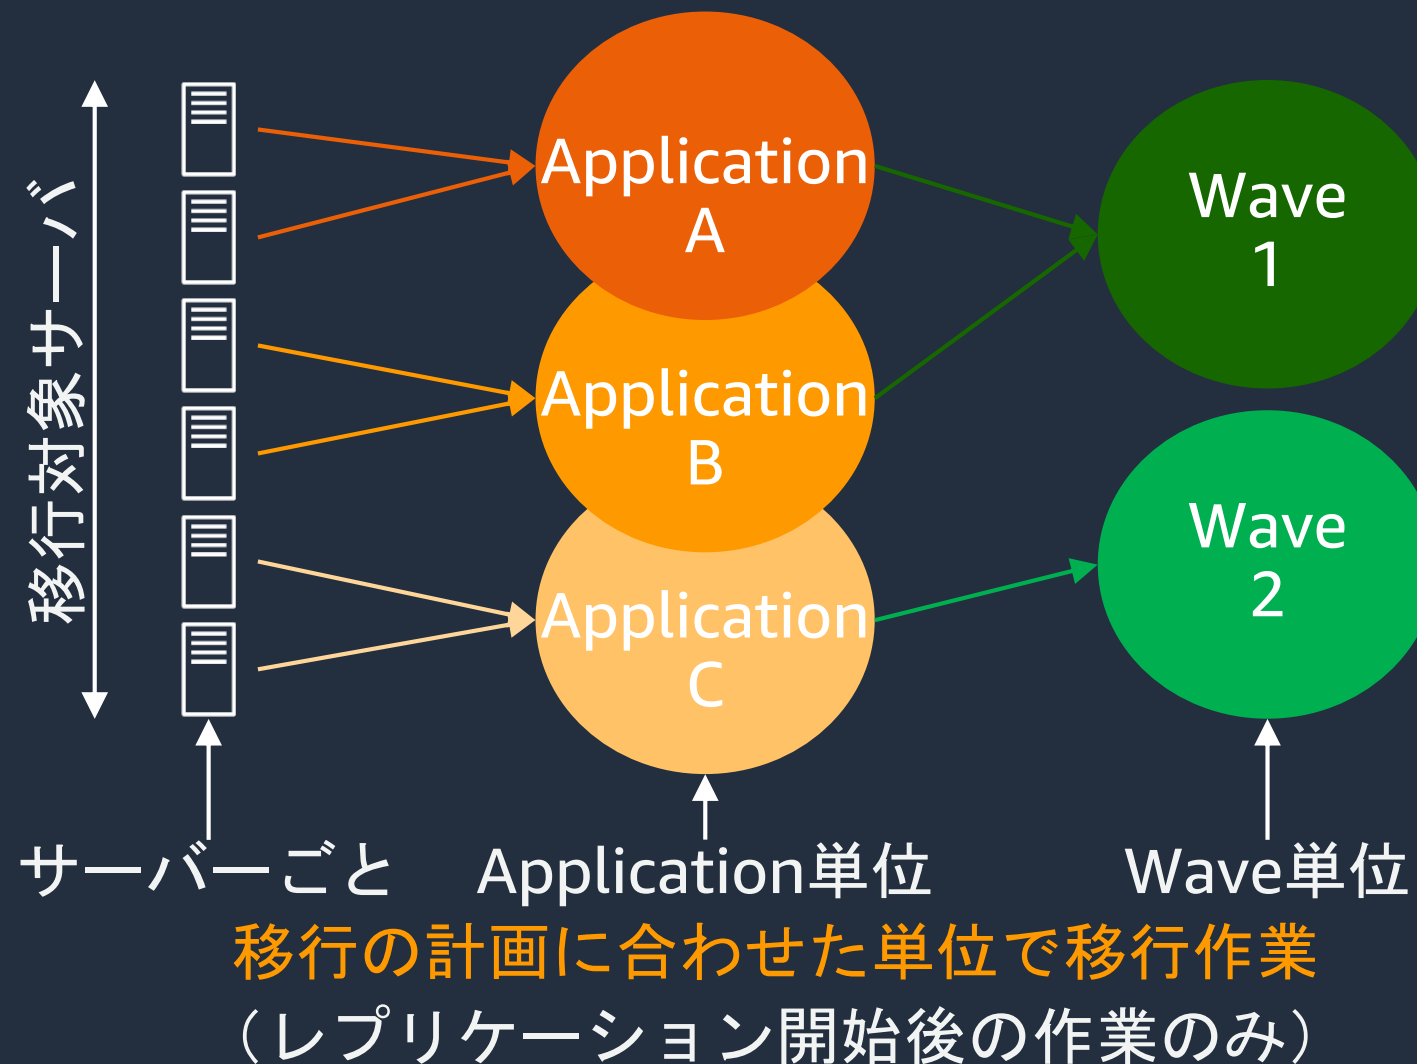 移行対象サーバ
Application
A
Application
B
Application
C
Wave
1
Wave
2
サーバーごと
Application単位
Wave単位
移行の計画に合わせた単位で移行作業
（レプリケーション開始後の作業のみ）